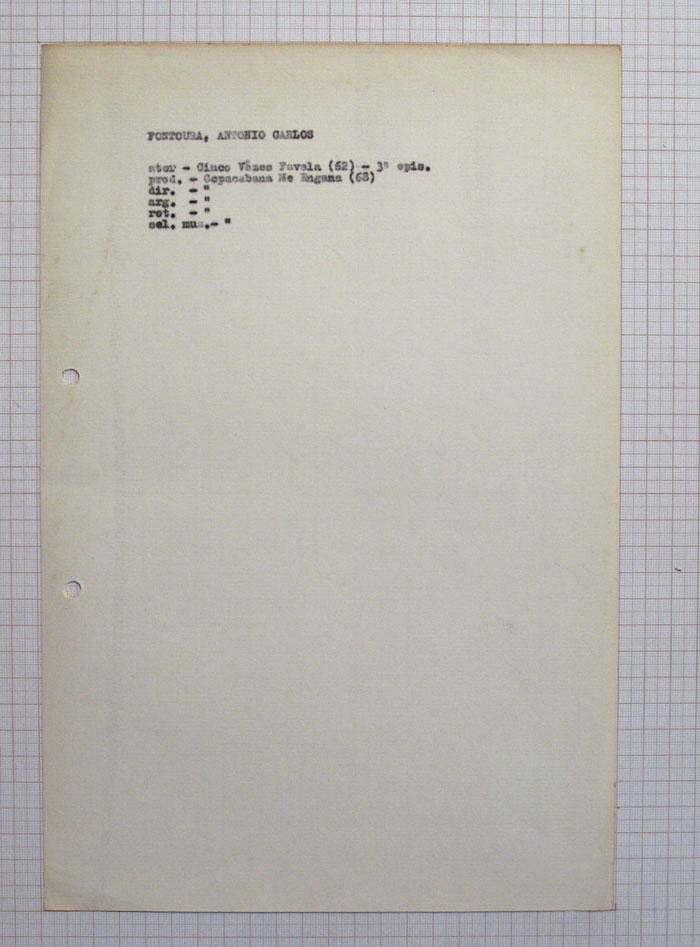 FONTOURA, ANTONIO CARLOS
ator - Cinco Vêzes Favela (62) - 3º epis.
prod. - Copacabana Me Engana (68)
dir. - "
arg. - "
rot. - "
sel. mus.- "